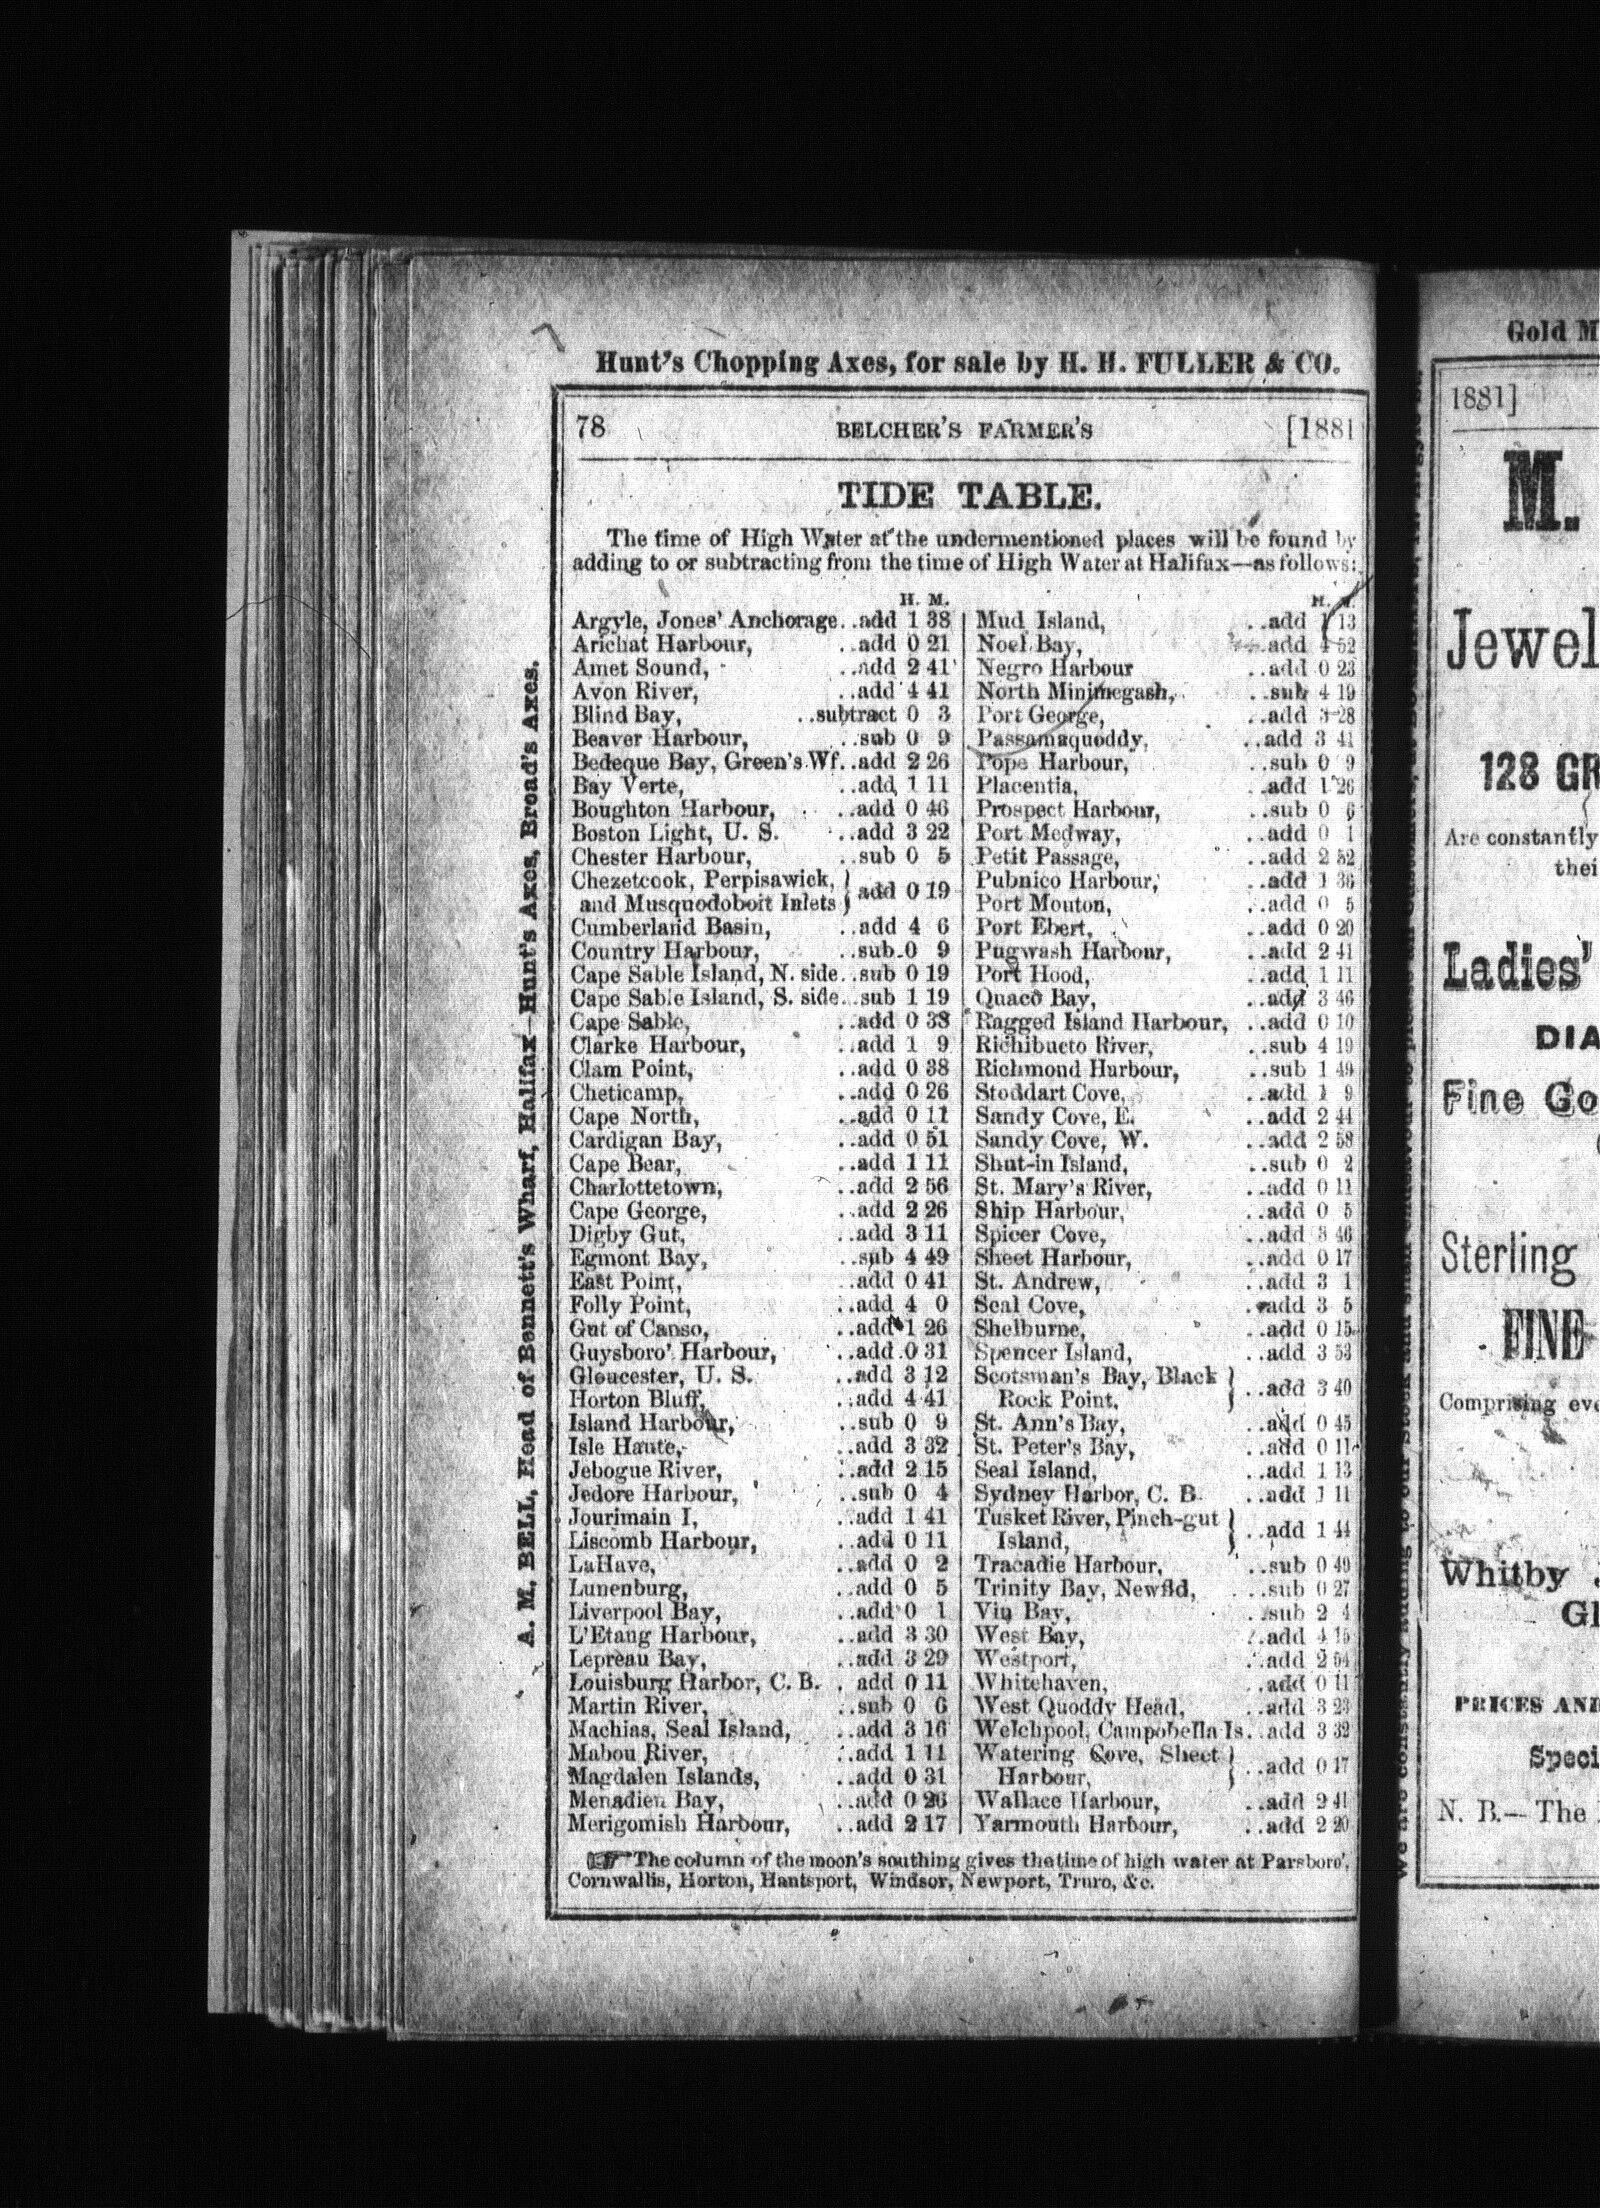 Hunt's Chopping Axes, for sale by H. H. FULLER & CO.
78 BELCHER'S FARMER'S [1881
TIDE TABLE.
The time of High Water at the undermentioned places will be found by
adding to or subtracting from the time of High Water at Halifax—as follows:
H. M.
Argyle, Jones' Anchorage..add 1 38
Arichat Harbour, ..add 0 21
Amet Sound, ..add 2 41
Avon River, ..add 4 41
Blind Bay, ..subtract 0 3
Beaver Harbour, ..sub 0 9
Bedeque Bay, Green's Wf..add 2 26
Bay Verte, ..add 1 11
Boughton Harbour, ..add 0 46
Boston Light, U. S. ..add 3 22
Chester Harbour, ..sub 0 5
Chezetcook, Perpisawick,
and Musquodoboit Inlets } add 0 19
Cumberland Basin, ..add 4 6
Country Harbour, ..sub 0 9
Cape Sable Island, N. side..sub 0 19
Cape Sable Island, S. side..sub 1 19
Cape Sable, ..add 0 38
Clarke Harbour, ..add 1 9
Clam Point, ..add 0 38
Cheticamp, ..add 0 26
Cape North, ..add 0 11
Cardigan Bay, ..add 0 51
Cape Bear, ..add 1 11
Charlottetown, ..add 2 56
Cape George, ..add 2 26
Digby Gut, ..add 3 11
Egmont Bay, ..sub 4 49
East Point, ..add 0 41
Folly Point, ..add 4 0
Gut of Canso, ..add 1 26
Guysboro' Harbour, ..add 0 31
Gloucester, U. S. ..add 3 12
Horton Bluff, ..add 4 41
Island Harbour, ..sub 0 9
Isle Haute, ..add 3 32
Jebogue River, ..add 2 15
Jedore Harbour, ..sub 0 4
Jourimain I, ..add 1 41
Liscomb Harbour, ..add 0 11
LaHave, ..add 0 2
Lunenburg, ..add 0 5
Liverpool Bay, ..add 0 1
L'Etang Harbour, ..add 3 30
Lepreau Bay, ..add 3 29
Louisburg Harbor, C. B. . add 0 11
Martin River, ..sub 0 6
Machias, Seal Island, ..add 3 16
Mabou River, ..add 1 11
Magdalen Islands, ..add 0 31
Menadieu Bay, ..add 0 26
Merigomish Harbour, ..add 2 17
H. M.
Mud Island, ..add 1 13
Noel Bay, add 4 52
Negro Harbour ..add 0 23
North Minimegash, ..sub 4 19
Port George, ..add 3 28
Passamaquoddy, ..add 3 41
Pope Harbour, ..sub 0 9
Placentia, ..add 1 26
Prospect Harbour, ..sub 0 6
Port Medway, ..add 0 1
Petit Passage, ..add 2 52
Pubnico Harbour, ..add 1 36
Port Mouton, ..add 0 5
Port Ebert, ..add 0 20
Pugwash Harbour, ..add 2 41
Port Hood, ..add 1 11
Quaco Bay, ..add 3 46
Ragged Island Harbour, ..add 0 10
Richibucto River, ..sub 4 19
Richmond Harbour, ..sub 1 49
Stoddart Cove, ..add 1 9
Sandy Cove, E. ..add 2 44
Sandy Cove, W. ..add 2 58
Shut-in Island, ..sub 0 2
St. Mary's River, ..add 0 11
Ship Harbour, ..add 0 5
Spicer Cove, ..add 3 46
Sheet Harbour, ..add 0 17
St. Andrew, ..add 3 1
Seal Cove, ..add 3 5
Shelburne, ..add 0 15
Spencer Island, ..add 3 53
Scotsman's Bay, Black
Rock Point, } ..add 3 40
St. Ann's Bay, ..add 0 45
St. Peter's Bay, ..add 0 11
Seal Island, ..add 1 13
Sydney Harbor, C. B. ..add 1 11
Tusket River, Pinch-gut
Island, } ..add 1 44
Tracadie Harbour, ..sub 0 49
Trinity Bay, Newfld, ..sub 0 27
Vin Bay, ..sub 2 4
West Bay, ..add 4 15
Westport, ..add 2 54
Whitehaven, ..add 0 11
West Quoddy Head, ..add 3 23
Welchpool, Campobella Is..add 3 32
Watering Cove, Sheet
Harbour, } ..add 0 17
Wallace Harbour, ..add 2 41
Yarmouth Harbour, ..add 2 20
☞ The column of the moon's southing gives the time of high water at Parsboro',
Cornwallis, Horton, Hantsport, Windsor, Newport, Truro, &c.
A. M. BELL, Head of Bennett's Wharf, Halifax—Hunt's Axes, Broad's Axes.
Gold M
1881]
M.
Jewel
128 GR
Are constantly
thei
Ladies'
DIA
Fine Go
Sterling
FINE
Comprising eve
Whitby J
Gl
PRICES AND
Speci
N. B.—The
We are constantly adding to our stock and shall endeavour to please all customers,